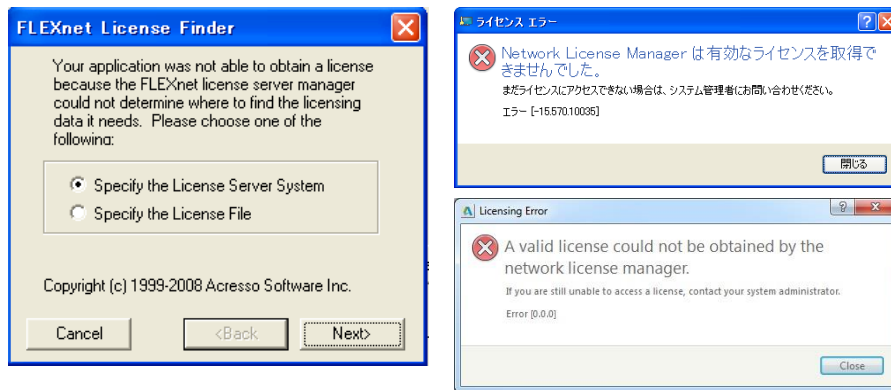 FLEXnet License Finder
Your application was not able to obtain a license
because the FLEXnet license server manager
could not determine where to find the licensing
data it needs. Please choose one of the
following:
Specify the License Server System
Specify the License File
Copyright (c) 1999-2008 Acresso Software Inc.
Cancel
<Back
Next>
ライセンス エラー
Network License Manager は有効なライセンスを取得で
きませんでした。
まだライセンスにアクセスできない場合は、システム管理者にお問い合わせください。
エラー [-15.570.10035]
閉じる
Licensing Error
A valid license could not be obtained by the
network license manager.
If you are still unable to access a license, contact your system administrator.
Error [0.0.0]
Close